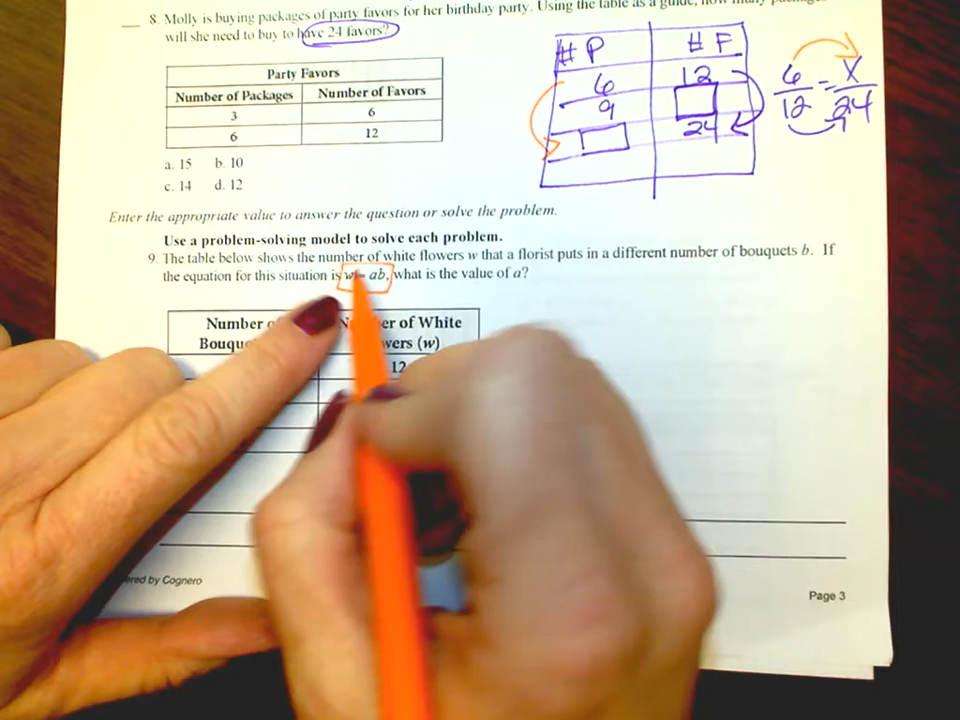 8. Molly is buying packages of party favors for her birthday party. Using the table as a guide, how many packages
will she need to buy to have 24 favors?
Party Favors
Number of Packages Number of Favors
3 6
6 12
a. 15 b. 10
c. 14 d. 12
# P # F
6 12
9
24
6/12 = x/24
Enter the appropriate value to answer the question or solve the problem.
Use a problem-solving model to solve each problem.
9. The table below shows the number of white flowers w that a florist puts in a different number of bouquets b. If
the equation for this situation is w = ab, what is the value of a?
Number of White
12
Cognero
Page 3